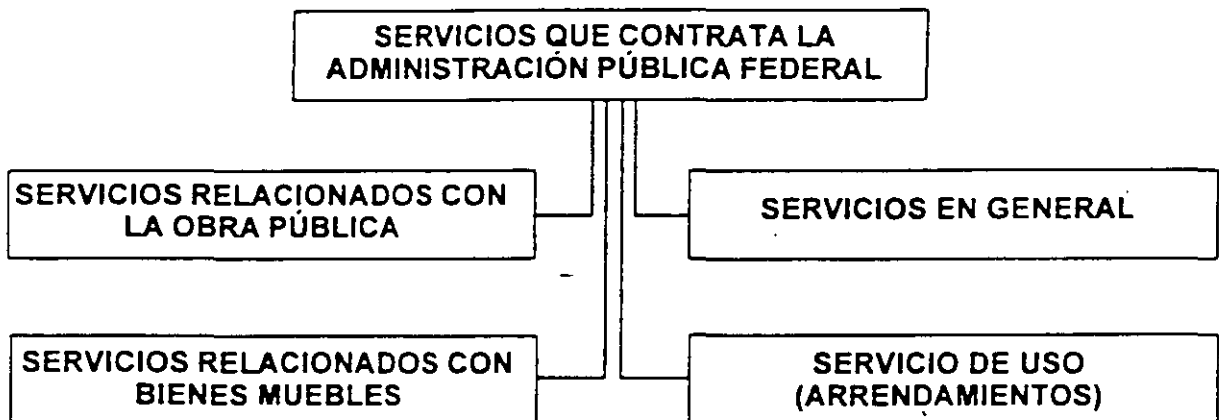 SERVICIOS QUE CONTRATA LA
ADMINISTRACIÓN PÚBLICA FEDERAL
SERVICIOS RELACIONADOS CON
LA OBRA PÚBLICA
SERVICIOS EN GENERAL
SERVICIOS RELACIONADOS CON
BIENES MUEBLES
SERVICIO DE USO
(ARRENDAMIENTOS)